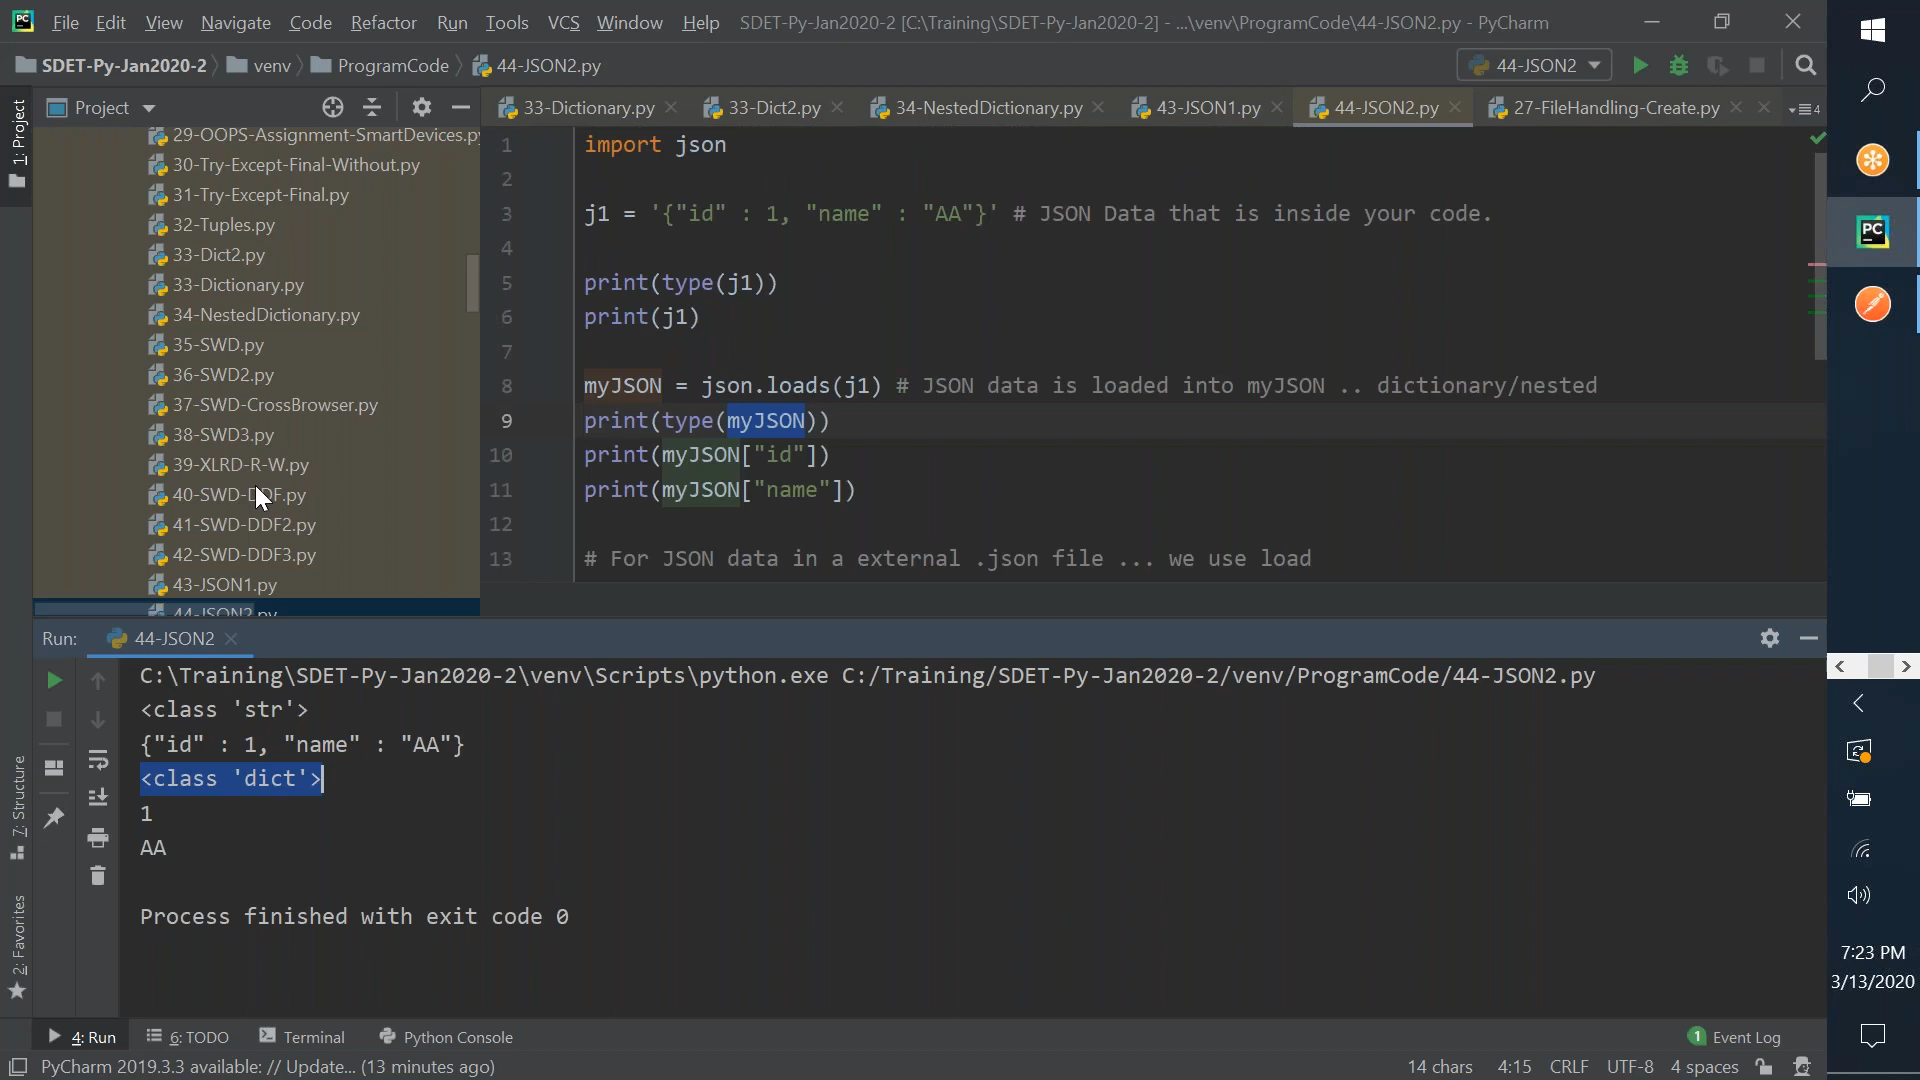 File Edit View Navigate Code Refactor Run Tools VCS Window Help SDET-Py-Jan2020-2 [C:\Training\SDET-Py-Jan2020-2] - ...\venv\ProgramCode\44-JSON2.py - PyCharm
SDET-Py-Jan2020-2 venv ProgramCode 44-JSON2.py
44-JSON2
Project
33-Dictionary.py
33-Dict2.py
34-NestedDictionary.py
43-JSON1.py
44-JSON2.py
27-FileHandling-Create.py
4
1: Project
29-OOPS-Assignment-SmartDevices.py
30-Try-Except-Final-Without.py
31-Try-Except-Final.py
32-Tuples.py
33-Dict2.py
33-Dictionary.py
34-NestedDictionary.py
35-SWD.py
36-SWD2.py
37-SWD-CrossBrowser.py
38-SWD3.py
39-XLRD-R-W.py
40-SWD-DDF.py
41-SWD-DDF2.py
42-SWD-DDF3.py
43-JSON1.py
44-JSON2.py
1 import json
2
3 j1 = '{"id" : 1, "name" : "AA"}' # JSON Data that is inside your code.
4
5 print(type(j1))
6 print(j1)
7
8 myJSON = json.loads(j1) # JSON data is loaded into myJSON .. dictionary/nested
9 print(type(myJSON))
10 print(myJSON["id"])
11 print(myJSON["name"])
12
13 # For JSON data in a external .json file ... we use load
Run: 44-JSON2
C:\Training\SDET-Py-Jan2020-2\venv\Scripts\python.exe C:/Training/SDET-Py-Jan2020-2/venv/ProgramCode/44-JSON2.py
<class 'str'>
{"id" : 1, "name" : "AA"}
<class 'dict'>
1
AA
Process finished with exit code 0
7: Structure
2: Favorites
4: Run 6: TODO Terminal Python Console 1 Event Log
PyCharm 2019.3.3 available: // Update... (13 minutes ago) 14 chars 4:15 CRLF UTF-8 4 spaces
PC
PC
7:23 PM
3/13/2020